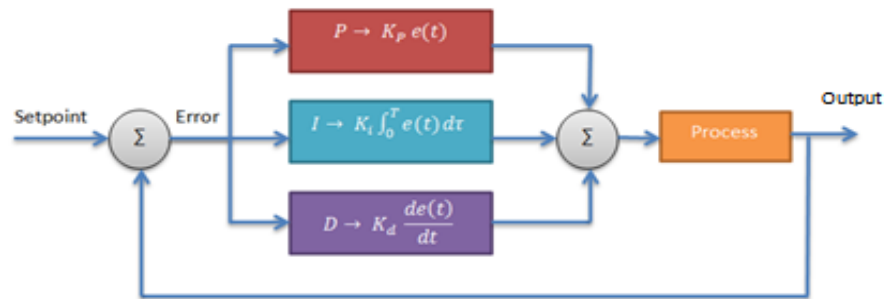 P → K_P e(t)
Setpoint
Σ
Error
I → K_i ∫_0^T e(t) dτ
Σ
Process
Output
D → K_d de(t)/dt